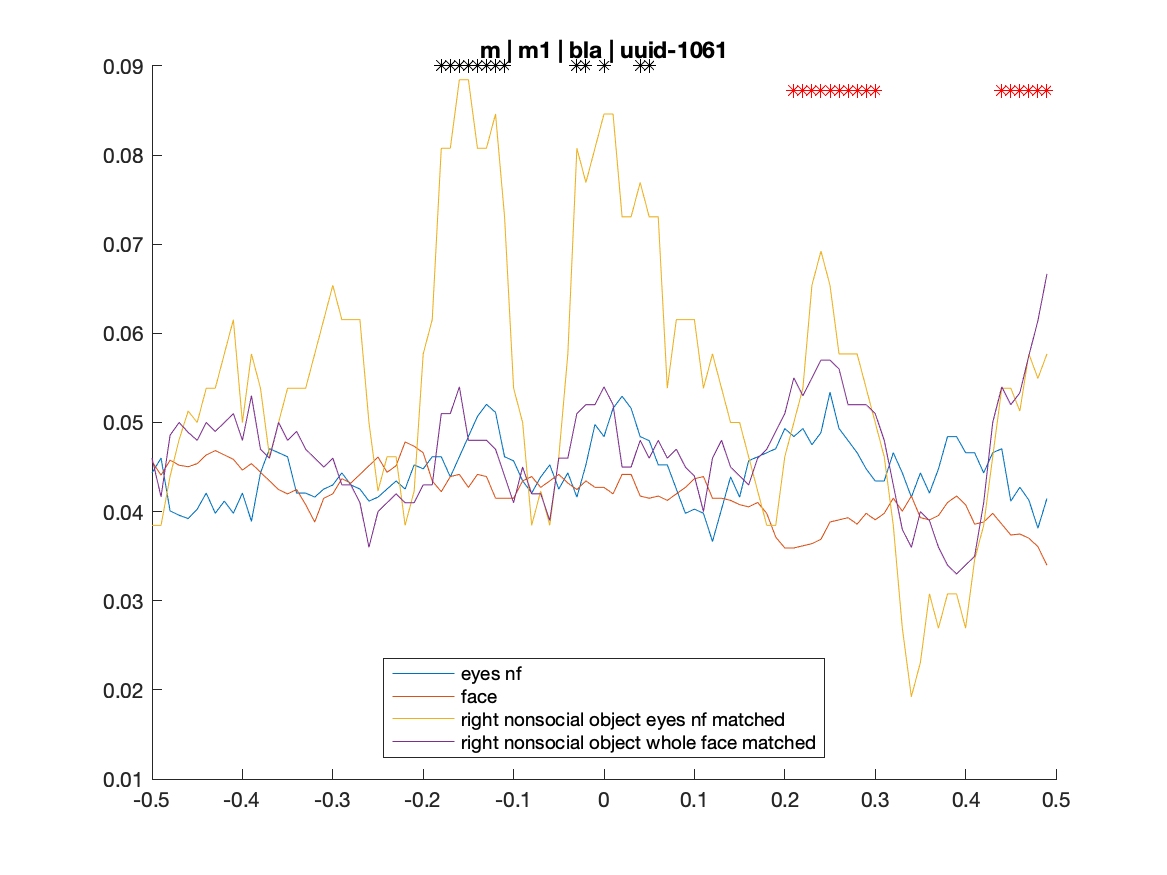 m | m1 | bla | uuid-1061
0.09
0.08
0.07
0.06
0.05
0.04
0.03
0.02
0.01
eyes nf
face
right nonsocial object eyes nf matched
right nonsocial object whole face matched
-0.5 -0.4 -0.3 -0.2 -0.1 0 0.1 0.2 0.3 0.4 0.5